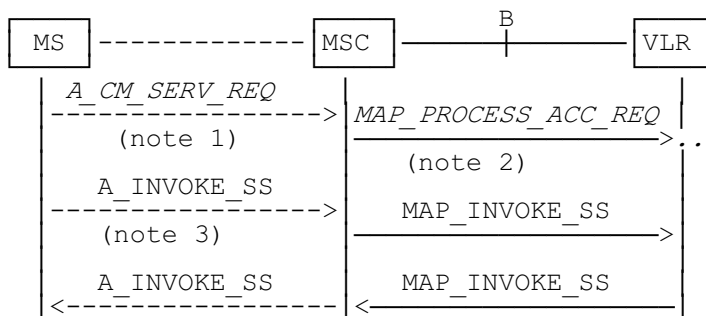 B
MS MSC VLR
A_CM_SERV_REQ
MAP_PROCESS_ACC_REQ
(note 1)
..
(note 2)
A_INVOKE_SS
MAP_INVOKE_SS
(note 3)
A_INVOKE_SS MAP_INVOKE_SS